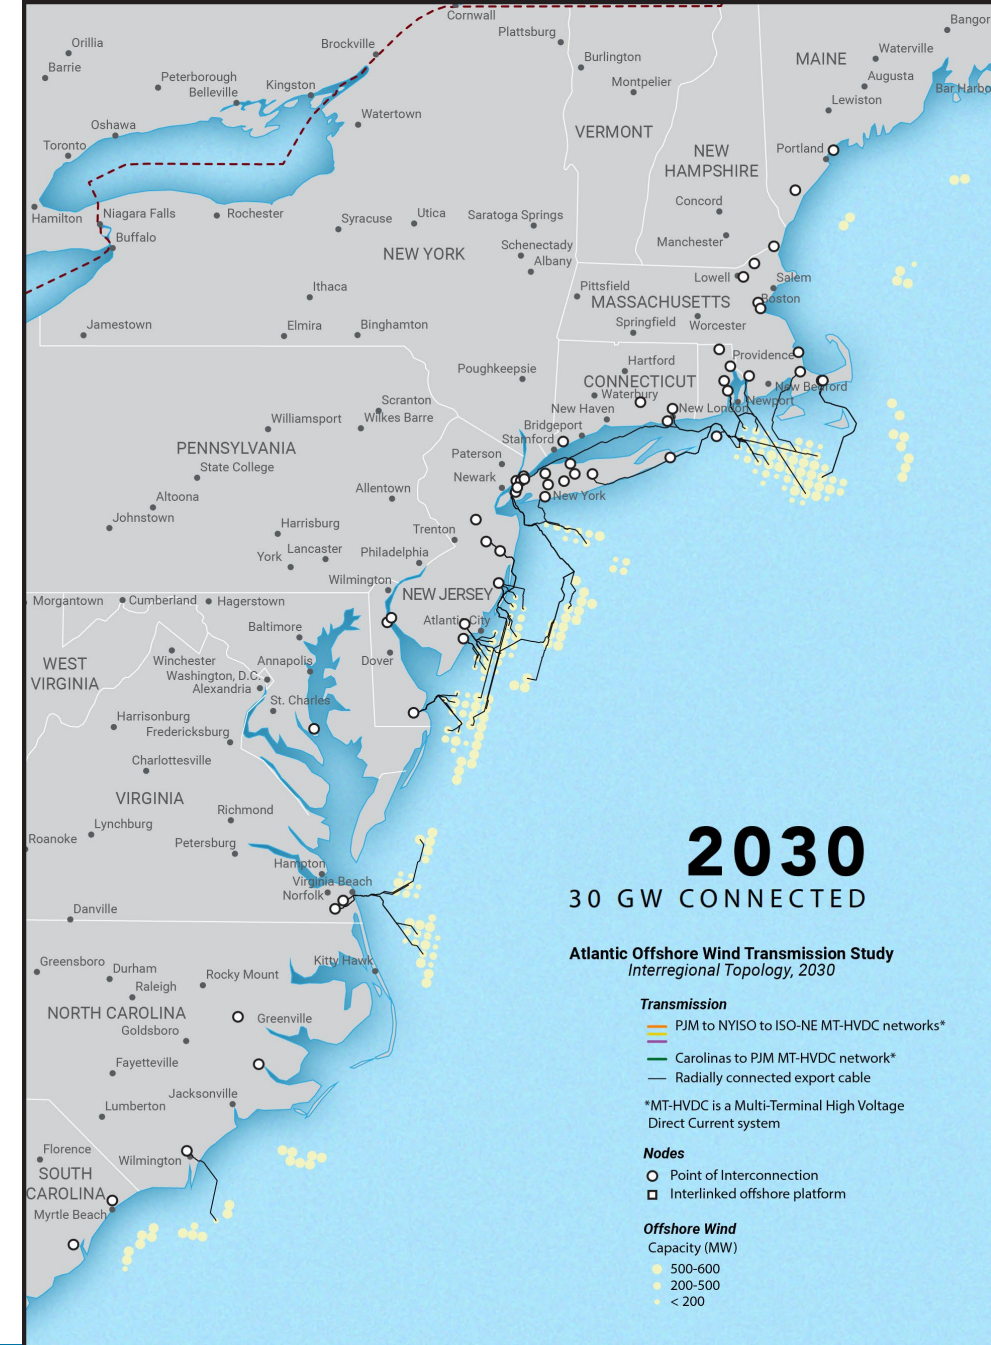 Cornwall
Bangor
Plattsburg
Orillia
Brockville
Waterville
MAINE
Burlington
Barrie
Peterborough
Augusta
Montpelier
Belleville
Kingston
Bar Harbo
Lewiston
Watertown
Oshawa
VERMONT
Toronto
Portland
NEW
HAMPSHIRE
Concord
Hamilton
Niagara Falls
Rochester
Syracuse
Utica
Saratoga Springs
Buffalo
Manchester
Schenectady
NEW YORK
Albany
Lowell
Salem
Ithaca
Pittsfield
MASSACHUSETTS
Boston
Jamestown
Elmira
Binghamton
Springfield
Worcester
Providence
Hartford
Poughkeepsie
CONNECTICUT
New Bedford
Waterbury
Newport
Scranton
New Haven
New London
Williamsport
Wilkes Barre
Bridgeport
Stamford
PENNSYLVANIA
Paterson
State College
Newark
Allentown
New York
Altoona
Johnstown
Harrisburg
Trenton
York
Lancaster
Philadelphia
Wilmington
NEW JERSEY
Morgantown
Cumberland
Hagerstown
Atlantic City
Baltimore
WEST
VIRGINIA
Winchester
Annapolis
Dover
Washington, D.C.
Alexandria
St. Charles
Harrisonburg
Fredericksburg
Charlottesville
VIRGINIA
Richmond
Lynchburg
Roanoke
Petersburg
Hampton
Virginia Beach
Norfolk
Danville
Greensboro
Kitty Hawk
Durham
Rocky Mount
Raleigh
NORTH CAROLINA
Greenville
Goldsboro
Fayetteville
Jacksonville
Lumberton
Florence
Wilmington
SOUTH
CAROLINA
Myrtle Beach
2030
30 GW CONNECTED
Atlantic Offshore Wind Transmission Study
Interregional Topology, 2030
Transmission
PJM to NYISO to ISO-NE MT-HVDC networks*
Carolinas to PJM MT-HVDC network*
Radially connected export cable
*MT-HVDC is a Multi-Terminal High Voltage
Direct Current system
Nodes
Point of Interconnection
Interlinked offshore platform
Offshore Wind
Capacity (MW)
500-600
200-500
< 200